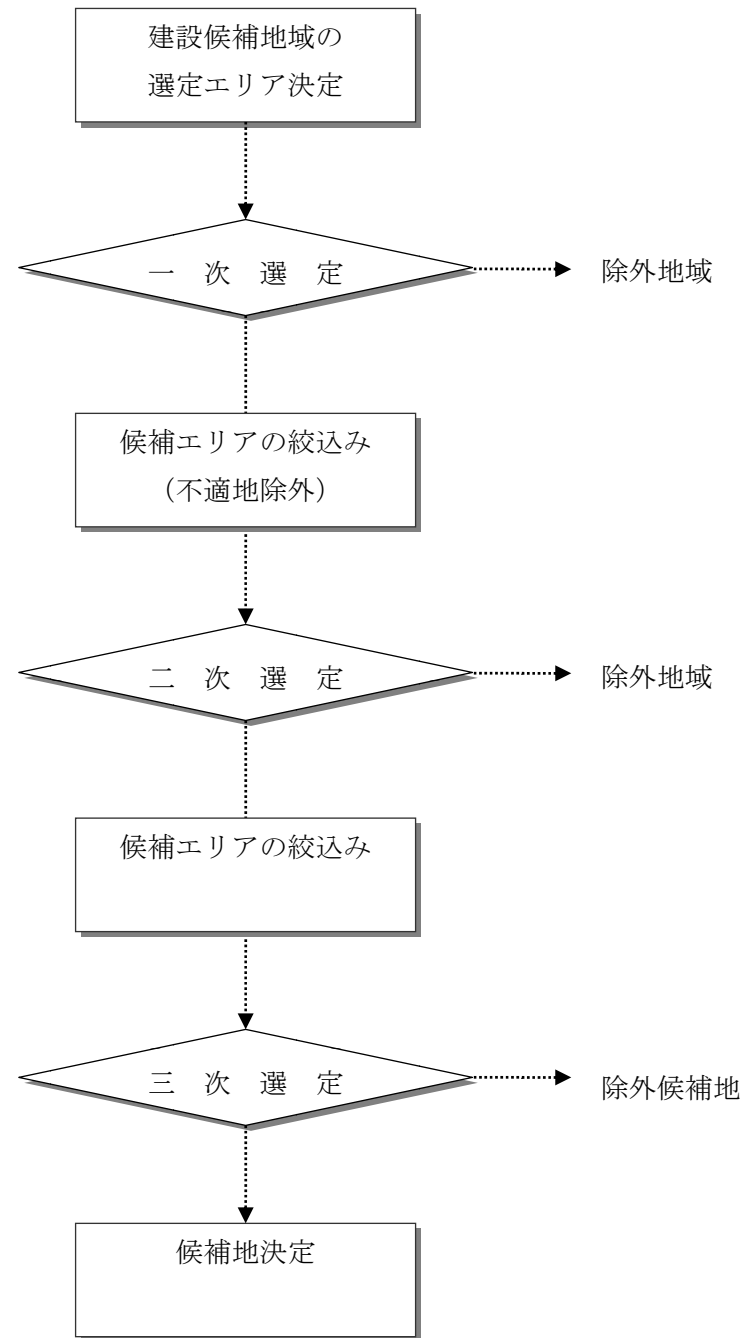 建設候補地域の
選定エリア決定
一 次 選 定
除外地域
候補エリアの絞込み
（不適地除外）
二 次 選 定
除外地域
候補エリアの絞込み
三 次 選 定
除外候補地
候補地決定